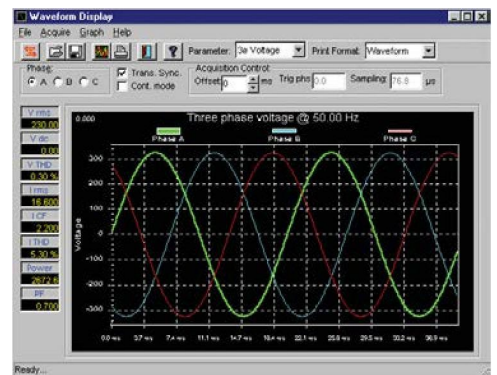 Waveform Display
File Acquire Graph Help
Parameter: 3ø Voltage Print Format: Waveform
Phase:
A B C
Trans. Sync.
Cont. mode
Acquisition Control
Offset 0 ms Trig phs 0.0 Sampling: 76.8 µs
V rms
230.00
V dc
0.00
V THD
0.30 %
I rms
16.600
I CF
2.200
I THD
5.30 %
Power
2672.6
PF
0.700
0.000 Three phase voltage @ 50.00 Hz
Phase A Phase B Phase C
Voltage
300
200
100
0
-100
-200
-300
0.0 ms 3.7 ms 7.4 ms 11.1 ms 14.7 ms 18.4 ms 22.1 ms 25.8 ms 29.5 ms 33.2 ms 36.9 ms
Ready...